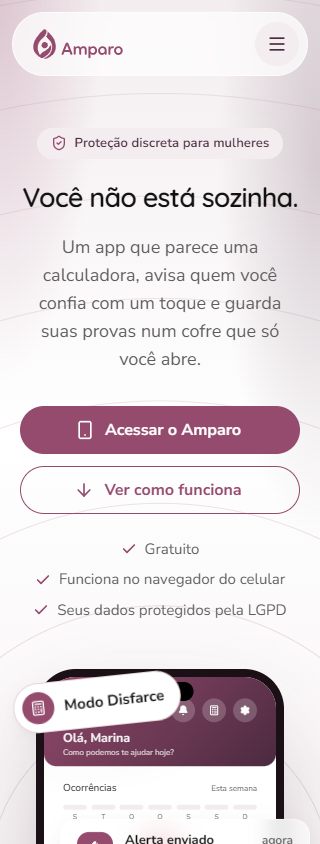 Amparo
Proteção discreta para mulheres
Você não está sozinha.
Um app que parece uma
calculadora, avisa quem você
confia com um toque e guarda
suas provas num cofre que só
você abre.
Acessar o Amparo
Ver como funciona
Gratuito
Funciona no navegador do celular
Seus dados protegidos pela LGPD
Modo Disfarce
Olá, Marina
Como podemos te ajudar hoje?
Ocorrências Esta semana
S T Q Q S S D
Alerta enviado agora